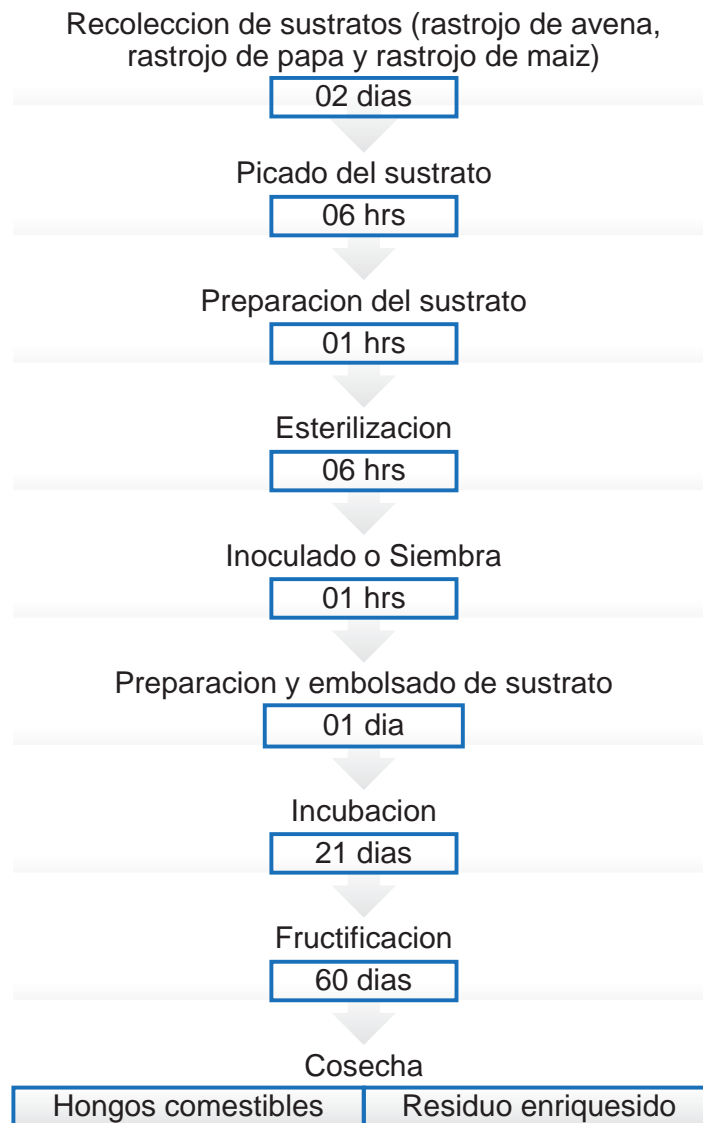 Recoleccion de sustratos (rastrojo de avena,
rastrojo de papa y rastrojo de maiz)
02 dias
Picado del sustrato
06 hrs
Preparacion del sustrato
01 hrs
Esterilizacion
06 hrs
Inoculado o Siembra
01 hrs
Preparacion y embolsado de sustrato
01 dia
Incubacion
21 dias
Fructificacion
60 dias
Cosecha
Hongos comestibles Residuo enriquesido